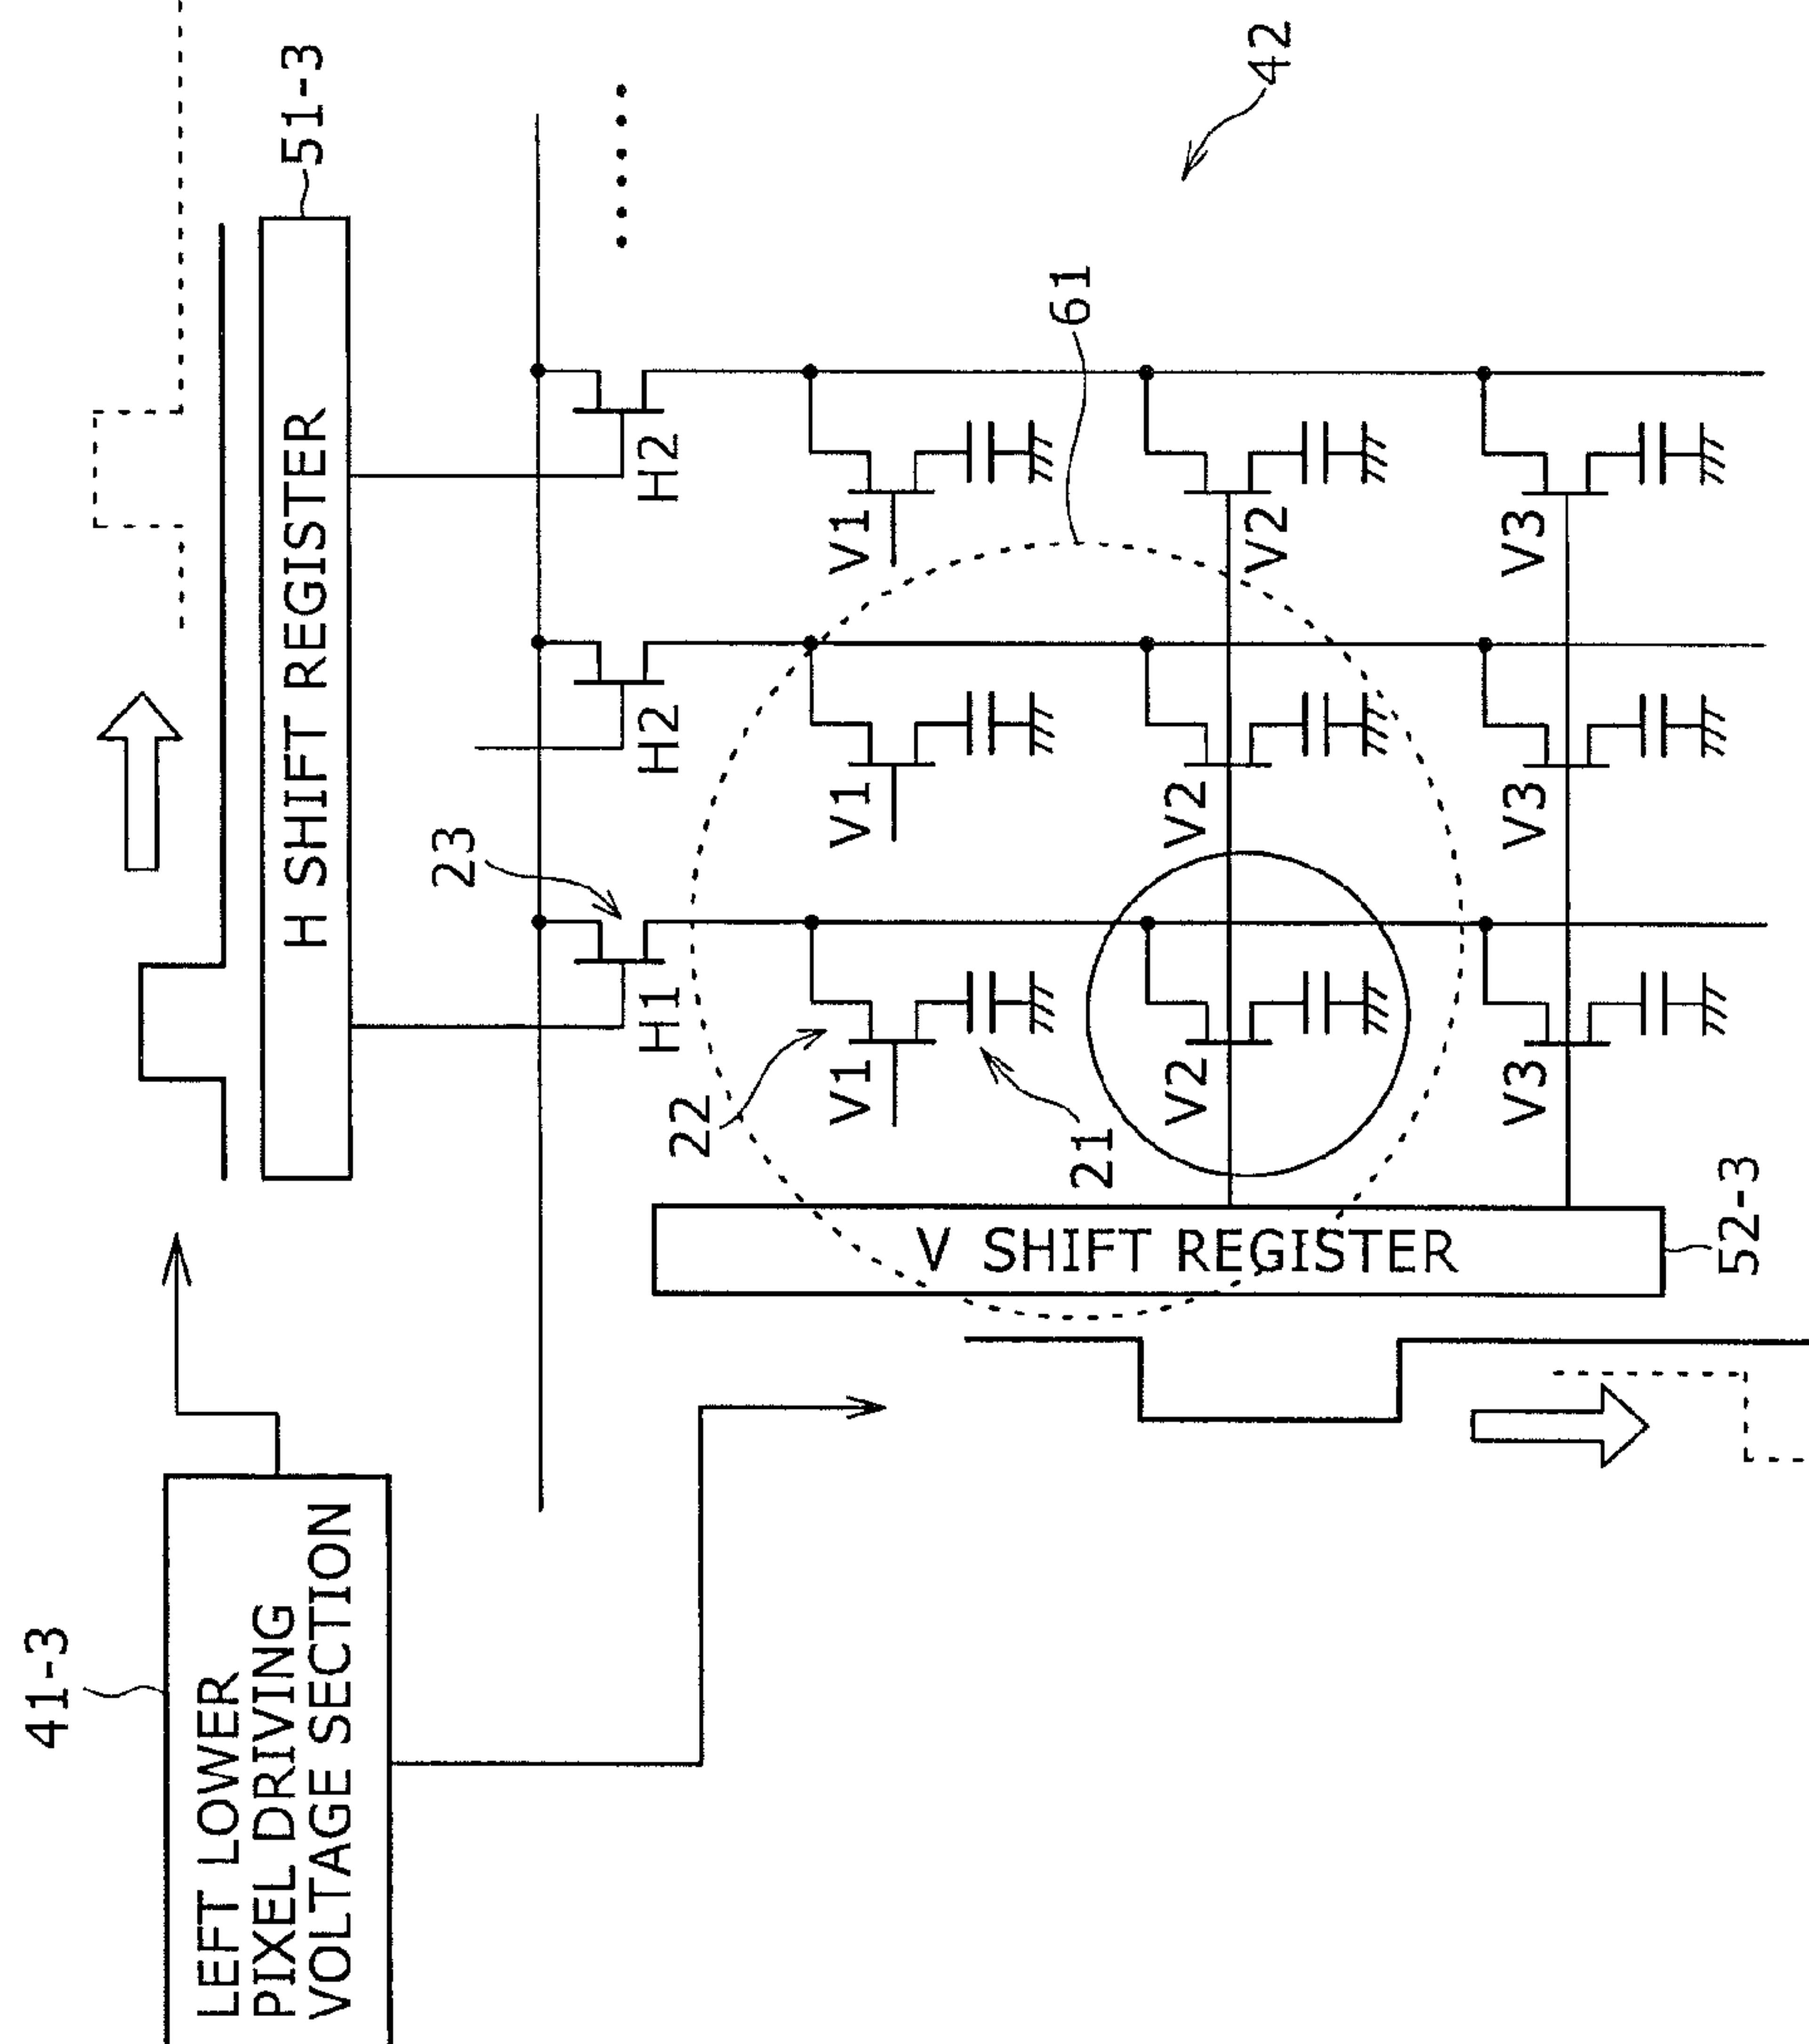 41-3
LEFT LOWER
PIXEL DRIVING
VOLTAGE SECTION
H SHIFT REGISTER
51-3
23
H1
H2
H2
22
V1
V1
V1
21
61
42
V SHIFT REGISTER
V2
V2
V2
V3
V3
V3
52-3